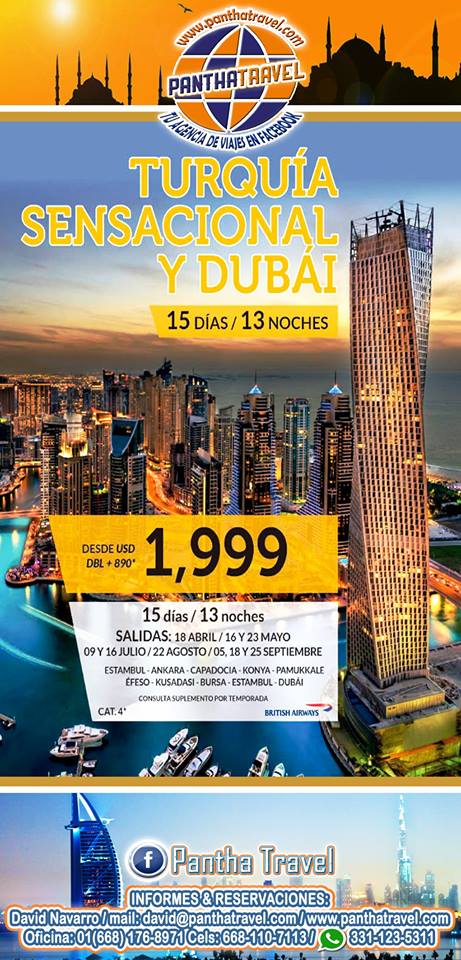 www.panthatravel.com
PANTHATRAVEL
TU AGENCIA DE VIAJES EN FACEBOOK
TURQUÍA
SENSACIONAL
Y DUBÁI
15 DÍAS / 13 NOCHES
DESDE USD
DBL + 890*
1,999
15 días / 13 noches
SALIDAS: 18 ABRIL / 16 Y 23 MAYO
09 Y 16 JULIO / 22 AGOSTO / 05, 18 Y 25 SEPTIEMBRE
ESTAMBUL - ANKARA - CAPADOCIA - KONYA - PAMUKKALE
ÉFESO - KUSADASI - BURSA - ESTAMBUL - DUBÁI
CONSULTA SUPLEMENTO POR TEMPORADA
CAT. 4*
BRITISH AIRWAYS
f Pantha Travel
INFORMES & RESERVACIONES:
David Navarro / mail: david@panthatravel.com / www.panthatravel.com
Oficina: 01(668) 176-8971 Cels: 668-110-7113 / 331-123-5311